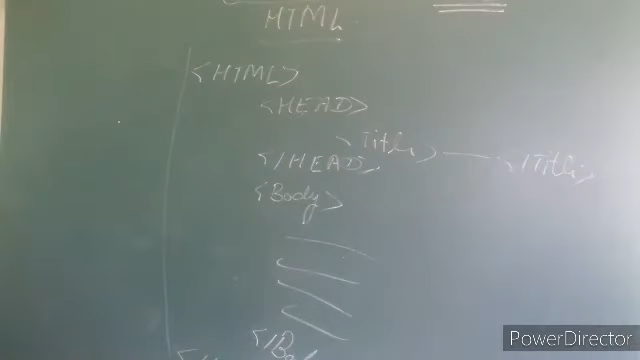 HTML
<HTML>
<HEAD>
<Title> — </Title>
</HEAD>
<Body>
PowerDirector